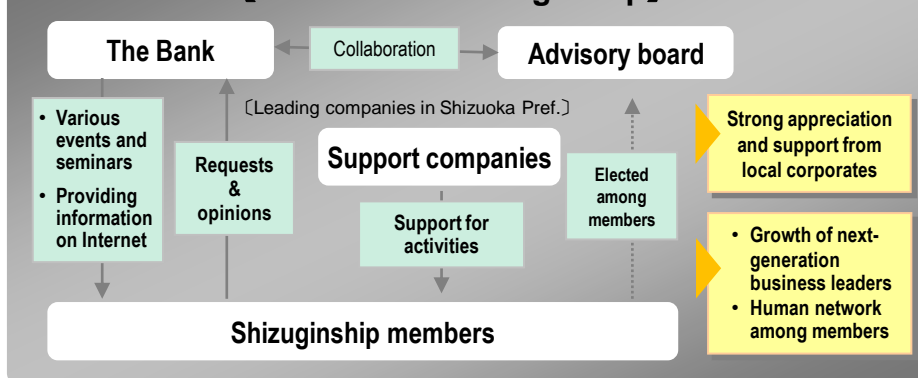 The Bank
Collaboration
Advisory board
〔Leading companies in Shizuoka Pref.〕
• Various
events and
seminars
• Providing
information
on Internet
Requests
&
opinions
Support companies
Support for
activities
Elected
among
members
Shizuginship members
Strong appreciation
and support from
local corporates
• Growth of next-
generation
business leaders
• Human network
among members